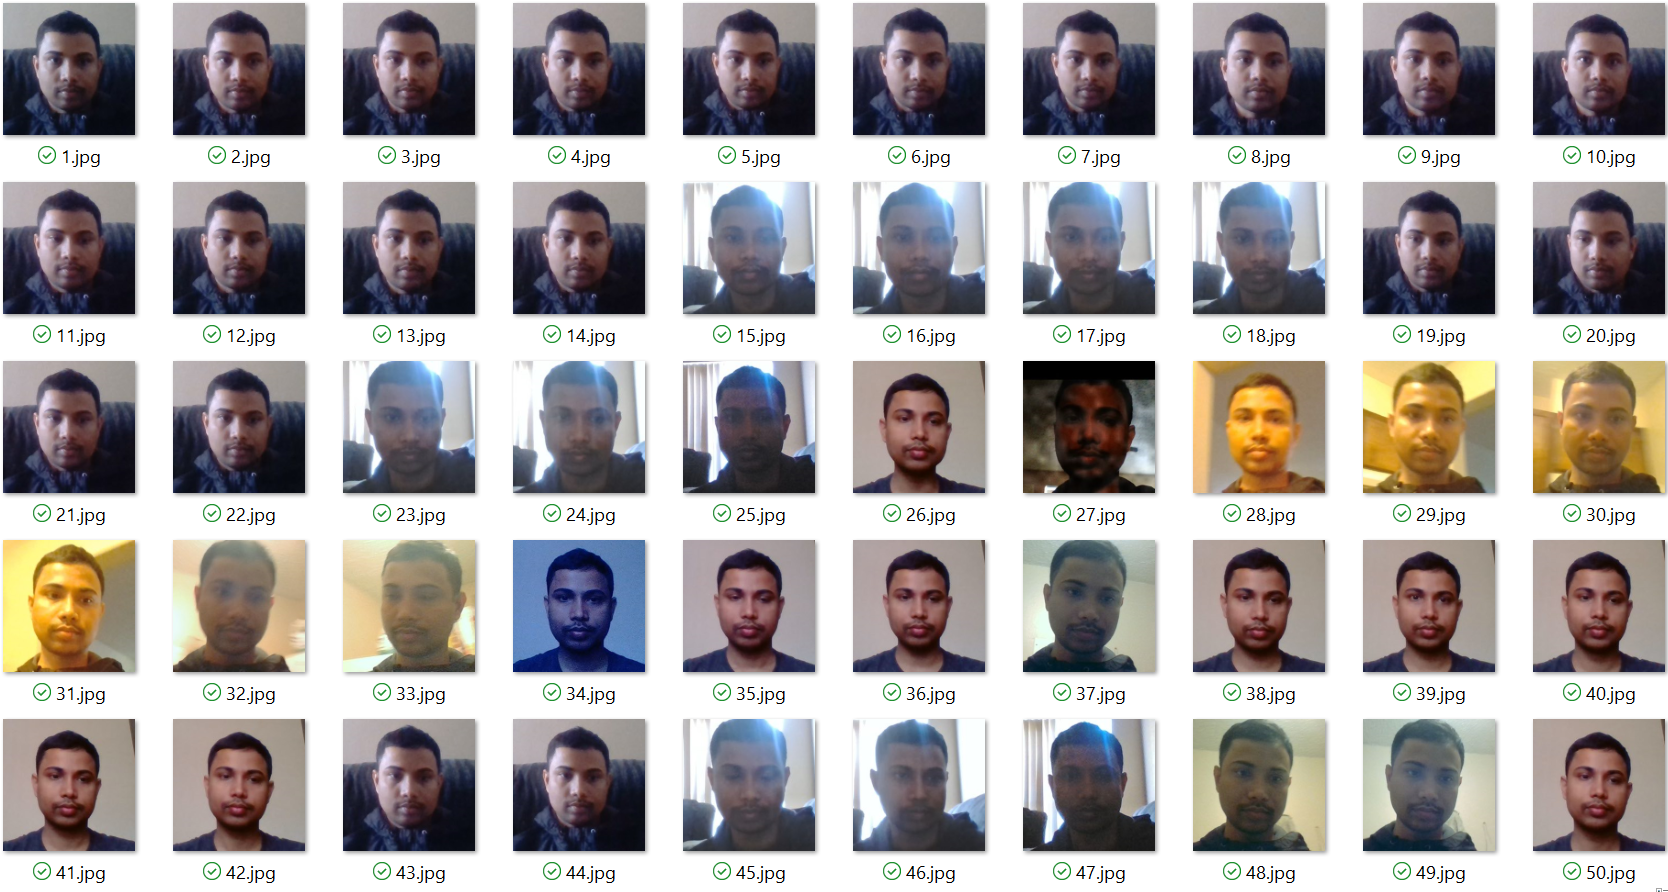 1.jpg 2.jpg 3.jpg 4.jpg 5.jpg 6.jpg 7.jpg 8.jpg 9.jpg 10.jpg
11.jpg 12.jpg 13.jpg 14.jpg 15.jpg 16.jpg 17.jpg 18.jpg 19.jpg 20.jpg
21.jpg 22.jpg 23.jpg 24.jpg 25.jpg 26.jpg 27.jpg 28.jpg 29.jpg 30.jpg
31.jpg 32.jpg 33.jpg 34.jpg 35.jpg 36.jpg 37.jpg 38.jpg 39.jpg 40.jpg
41.jpg 42.jpg 43.jpg 44.jpg 45.jpg 46.jpg 47.jpg 48.jpg 49.jpg 50.jpg